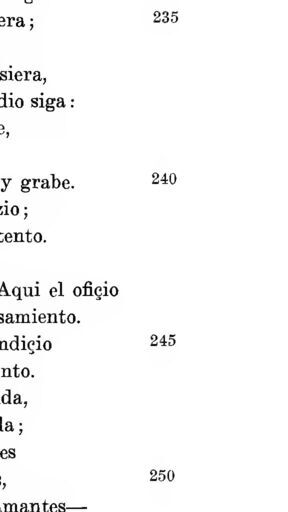 era; 235
siera,
dio siga:
e,
y grabe. 240
zio;
tento.
Aqui el ofiçio
samiento.
ndiçio 245
nto.
da,
la;
es
, 250
amantes—